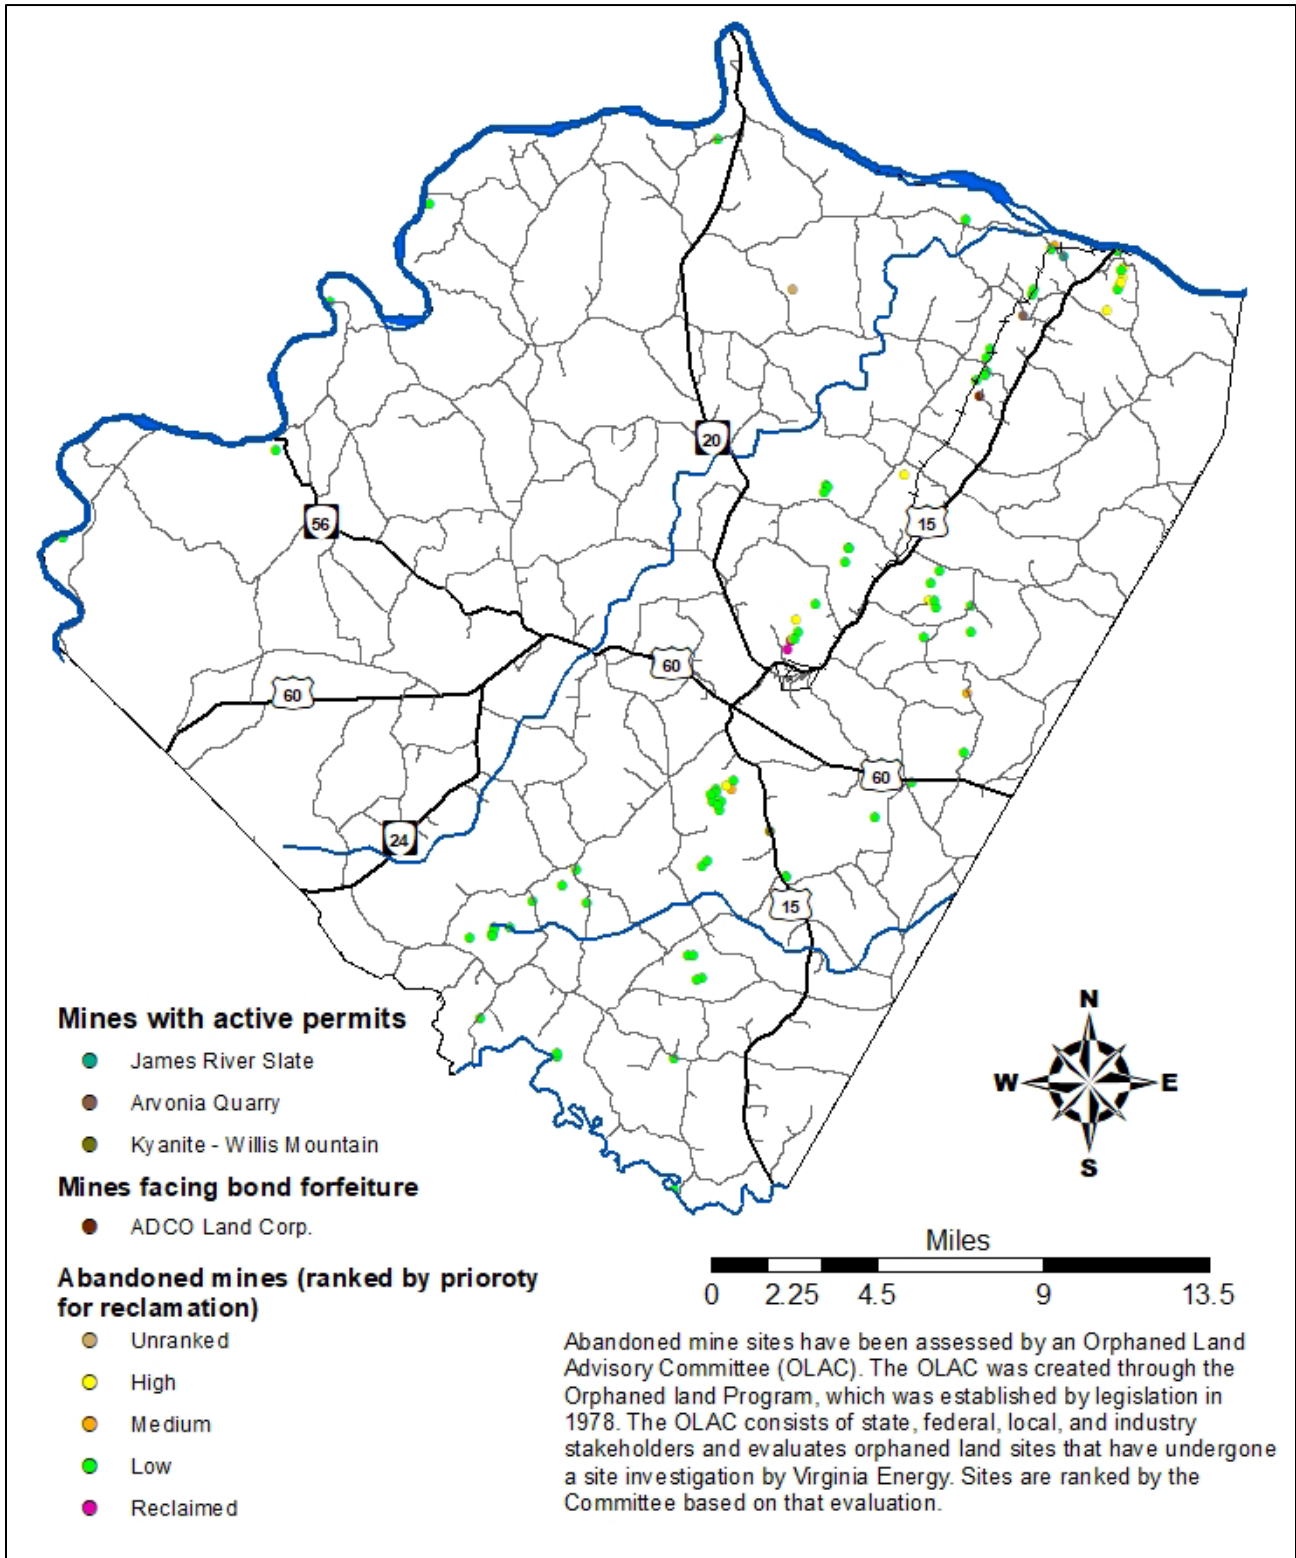 20
56
15
60
60
60
24
15
N
W E
S
Mines with active permits
James River Slate
Arvonia Quarry
Kyanite - Willis Mountain
Mines facing bond forfeiture
ADCO Land Corp.
Abandoned mines (ranked by prioroty
for reclamation)
Unranked
High
Medium
Low
Reclaimed
Miles
0 2.25 4.5 9 13.5
Abandoned mine sites have been assessed by an Orphaned Land
Advisory Committee (OLAC). The OLAC was created through the
Orphaned land Program, which was established by legislation in
1978. The OLAC consists of state, federal, local, and industry
stakeholders and evaluates orphaned land sites that have undergone
a site investigation by Virginia Energy. Sites are ranked by the
Committee based on that evaluation.